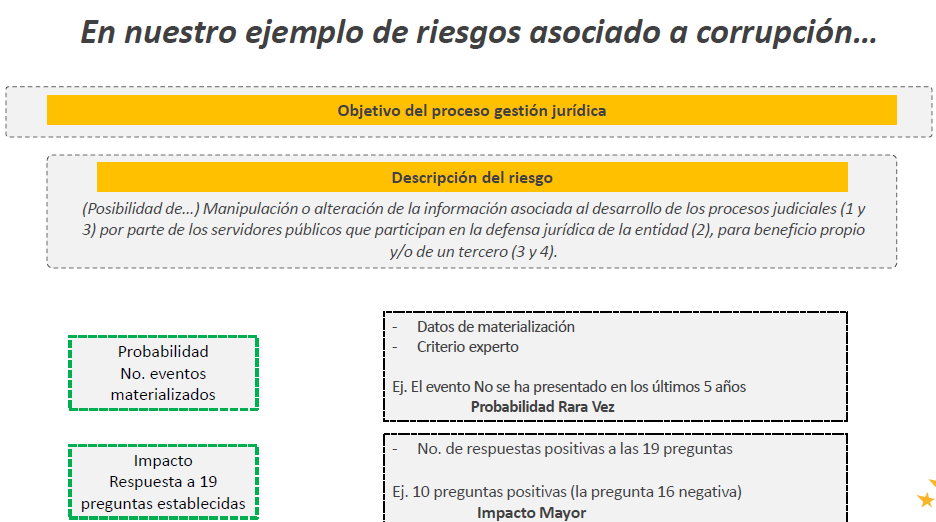 En nuestro ejemplo de riesgos asociado a corrupción...
Objetivo del proceso gestión jurídica
Descripción del riesgo
(Posibilidad de...) Manipulación o alteración de la información asociada al desarrollo de los procesos judiciales (1 y
3) por parte de los servidores públicos que participan en la defensa jurídica de la entidad (2), para beneficio propio
y/o de un tercero (3 y 4).
Probabilidad
No. eventos
materializados
- Datos de materialización
- Criterio experto
Ej. El evento No se ha presentado en los últimos 5 años
Probabilidad Rara Vez
Impacto
Respuesta a 19
preguntas establecidas
- No. de respuestas positivas a las 19 preguntas
Ej. 10 preguntas positivas (la pregunta 16 negativa)
Impacto Mayor